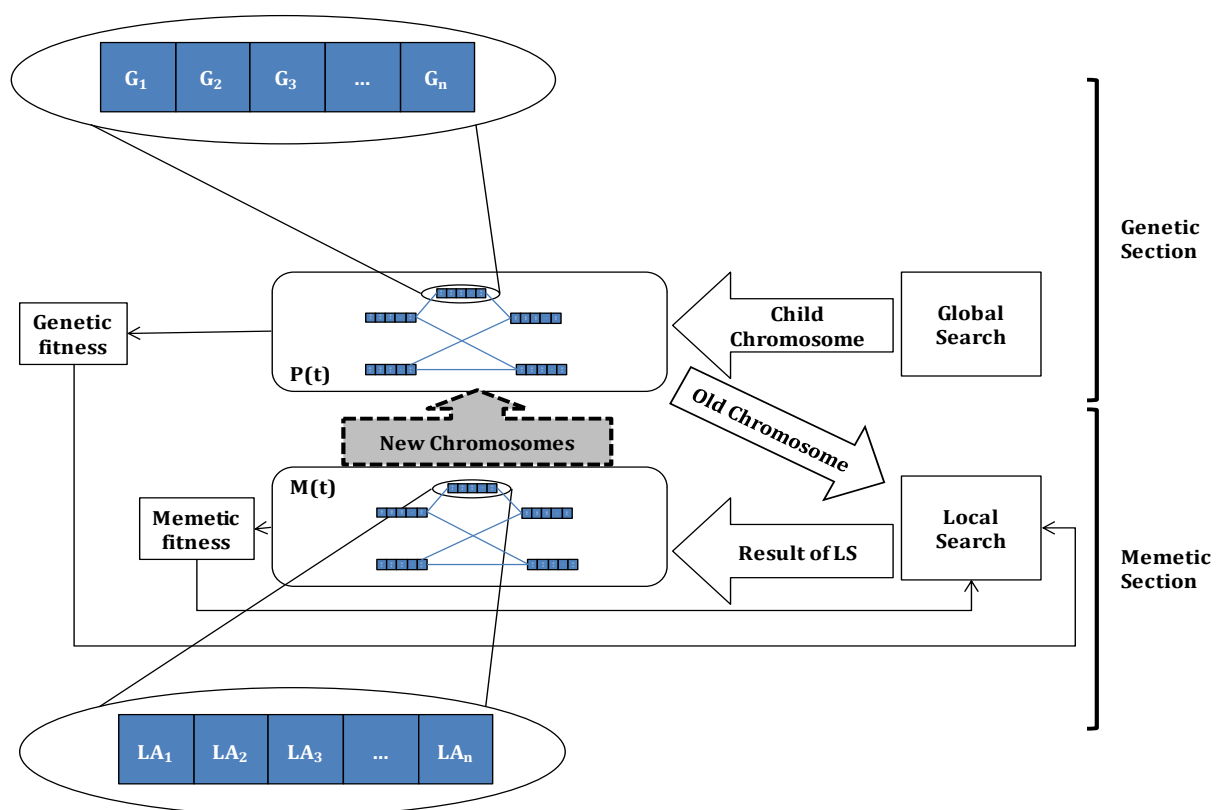 G1 G2 G3 ... Gn
Genetic
Section
Genetic
fitness
P(t)
Child
Chromosome
Global
Search
Old Chromosome
New Chromosomes
M(t)
Memetic
fitness
Result of LS
Local
Search
Memetic
Section
LA1 LA2 LA3 ... LAn